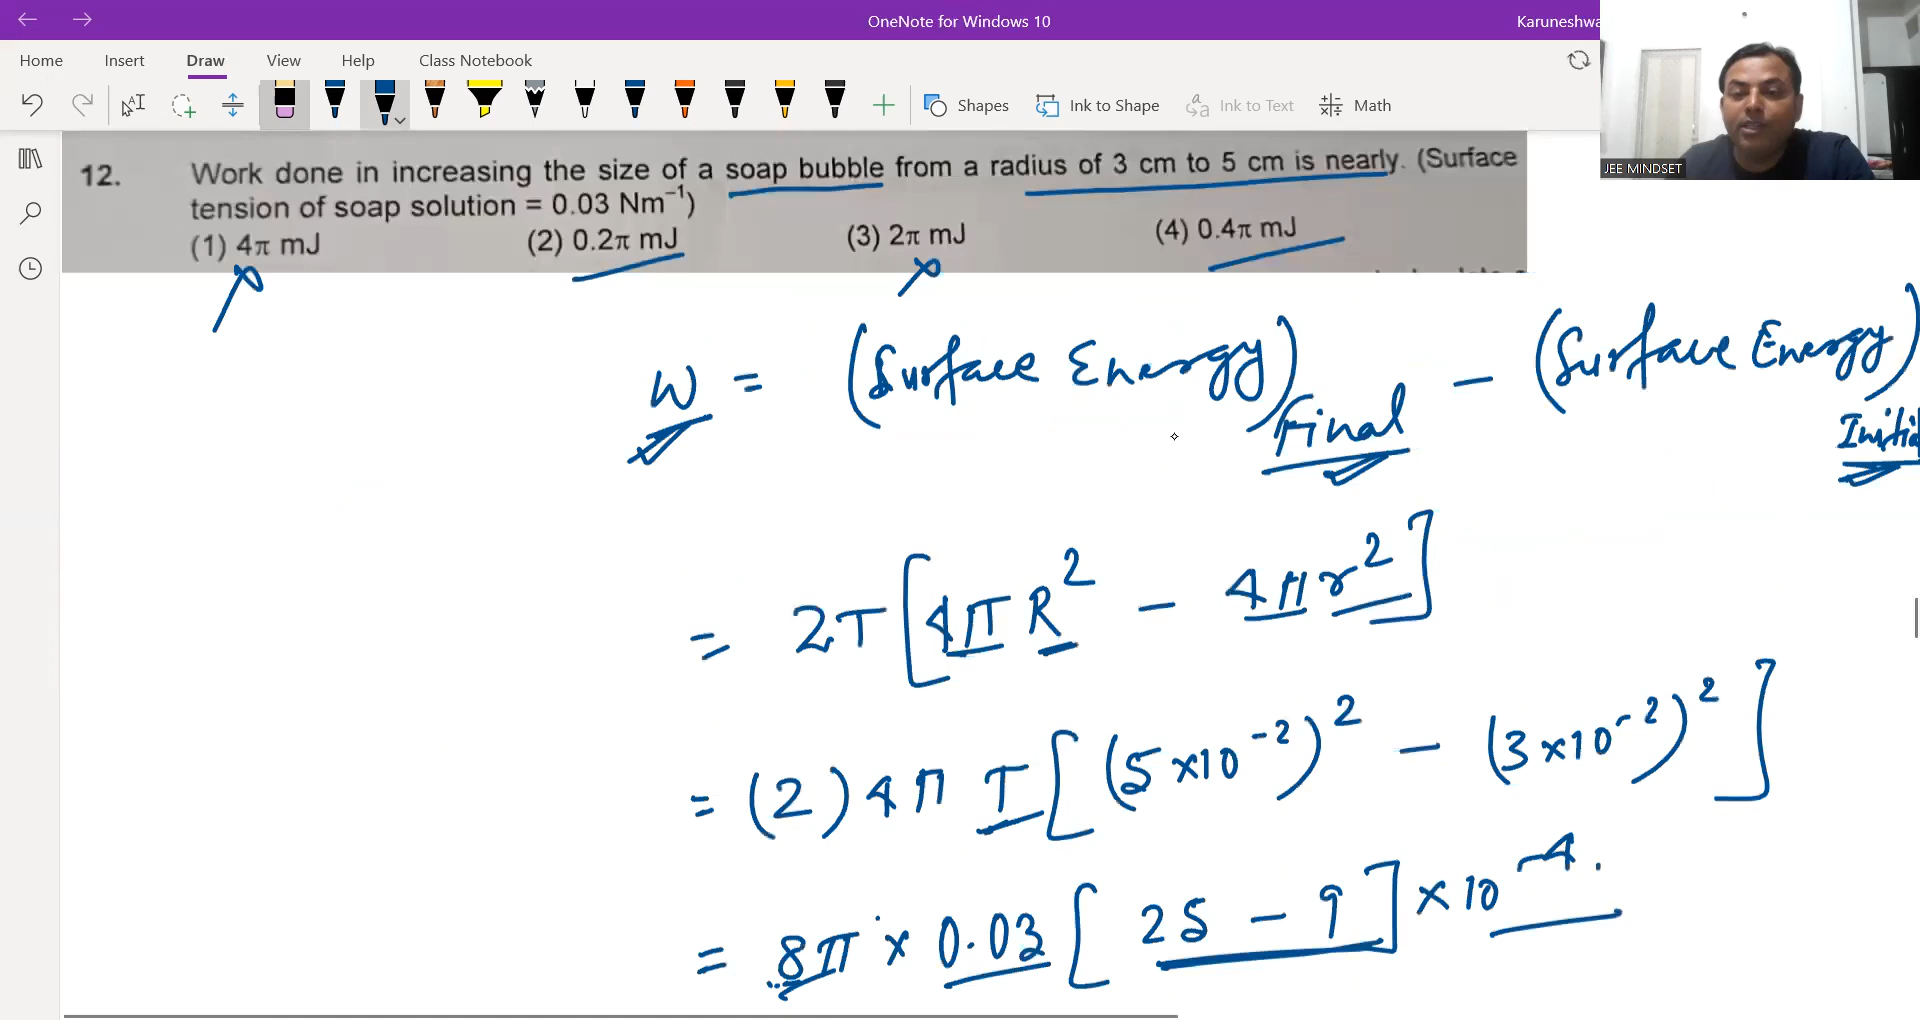 OneNote for Windows 10
Karuneshwa
Home Insert Draw View Help Class Notebook
Shapes Ink to Shape Ink to Text Math
JEE MINDSET
12. Work done in increasing the size of a soap bubble from a radius of 3 cm to 5 cm is nearly. (Surface
tension of soap solution = 0.03 Nm⁻¹)
(1) 4π mJ (2) 0.2π mJ (3) 2π mJ (4) 0.4π mJ
W = (Surface Energy)Final − (Surface Energy)Initia
= 2T[4πR² − 4πr²]
= (2)4π T[(5×10⁻²)² − (3×10⁻²)²]
= 8π × 0.03 [25 − 9] × 10⁻⁴.